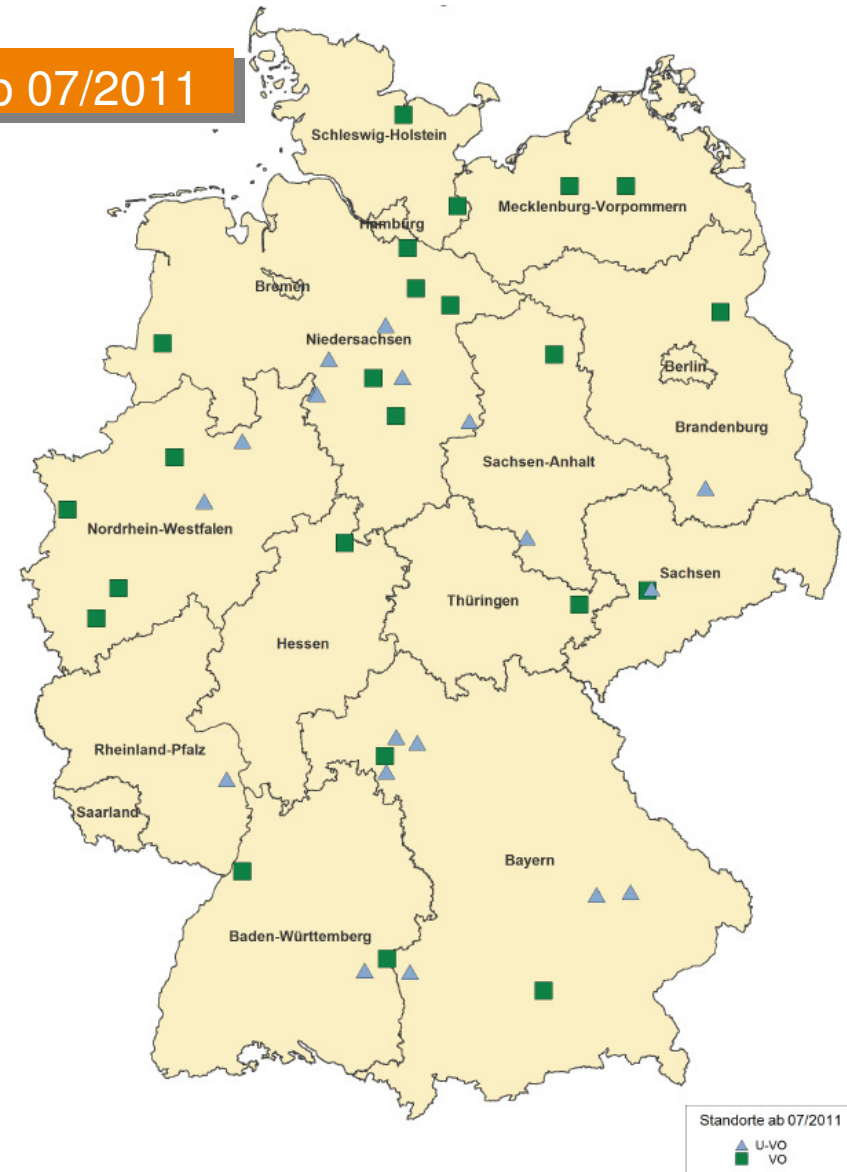 07/2011
Schleswig-Holstein
Mecklenburg-Vorpommern
Hamburg
Bremen
Niedersachsen
Berlin
Brandenburg
Sachsen-Anhalt
Nordrhein-Westfalen
Sachsen
Thüringen
Hessen
Rheinland-Pfalz
Saarland
Bayern
Baden-Württemberg
Standorte ab 07/2011
U-VO
VO